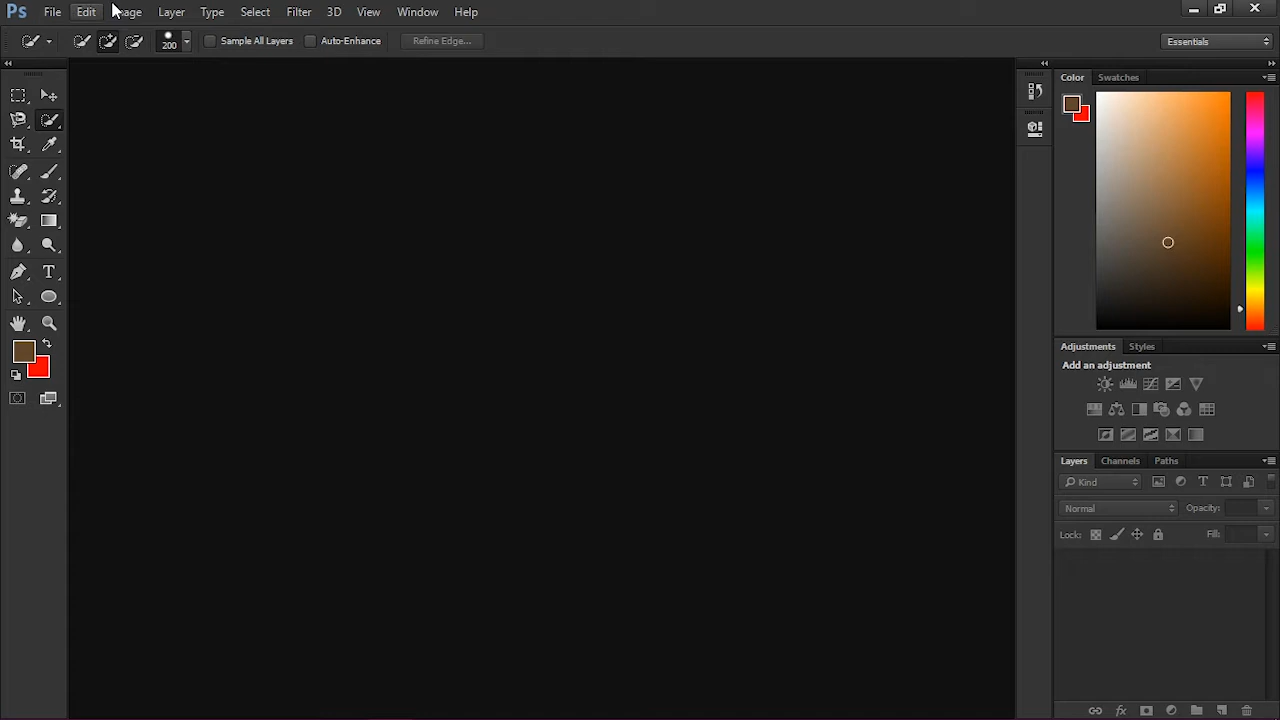 Ps File Edit Image Layer Type Select Filter 3D View Window Help
200 Sample All Layers Auto-Enhance Refine Edge... Essentials
Color Swatches
Adjustments Styles
Add an adjustment
Layers Channels Paths
Kind
Normal Opacity:
Lock: Fill: